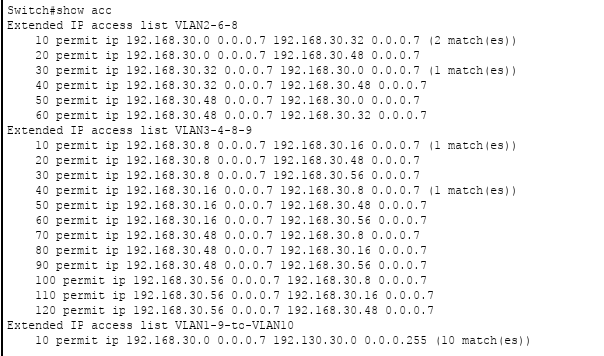 Switch#show acc
Extended IP access list VLAN2-6-8
10 permit ip 192.168.30.0 0.0.0.7 192.168.30.32 0.0.0.7 (2 match(es))
20 permit ip 192.168.30.0 0.0.0.7 192.168.30.48 0.0.0.7
30 permit ip 192.168.30.32 0.0.0.7 192.168.30.0 0.0.0.7 (1 match(es))
40 permit ip 192.168.30.32 0.0.0.7 192.168.30.48 0.0.0.7
50 permit ip 192.168.30.48 0.0.0.7 192.168.30.0 0.0.0.7
60 permit ip 192.168.30.48 0.0.0.7 192.168.30.32 0.0.0.7
Extended IP access list VLAN3-4-8-9
10 permit ip 192.168.30.8 0.0.0.7 192.168.30.16 0.0.0.7 (1 match(es))
20 permit ip 192.168.30.8 0.0.0.7 192.168.30.48 0.0.0.7
30 permit ip 192.168.30.8 0.0.0.7 192.168.30.56 0.0.0.7
40 permit ip 192.168.30.16 0.0.0.7 192.168.30.8 0.0.0.7 (1 match(es))
50 permit ip 192.168.30.16 0.0.0.7 192.168.30.48 0.0.0.7
60 permit ip 192.168.30.16 0.0.0.7 192.168.30.56 0.0.0.7
70 permit ip 192.168.30.48 0.0.0.7 192.168.30.8 0.0.0.7
80 permit ip 192.168.30.48 0.0.0.7 192.168.30.16 0.0.0.7
90 permit ip 192.168.30.48 0.0.0.7 192.168.30.56 0.0.0.7
100 permit ip 192.168.30.56 0.0.0.7 192.168.30.8 0.0.0.7
110 permit ip 192.168.30.56 0.0.0.7 192.168.30.16 0.0.0.7
120 permit ip 192.168.30.56 0.0.0.7 192.168.30.48 0.0.0.7
Extended IP access list VLAN1-9-to-VLAN10
10 permit ip 192.168.30.0 0.0.0.7 192.130.30.0 0.0.0.255 (10 match(es))